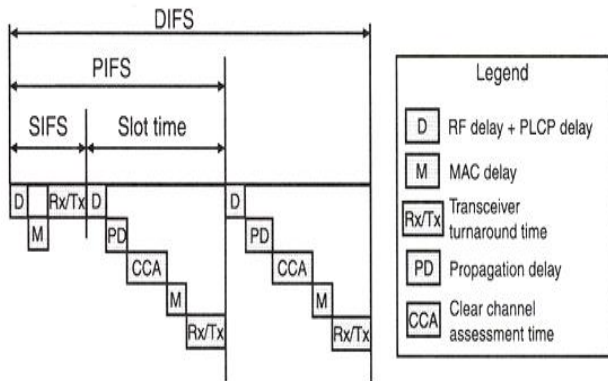 DIFS
PIFS
SIFS
Slot time
D
Rx/Tx
D
D
M
PD
PD
CCA
CCA
M
M
Rx/Tx
Rx/Tx
Legend
D RF delay + PLCP delay
M MAC delay
Rx/Tx Transceiver
turnaround time
PD Propagation delay
CCA Clear channel
assessment time